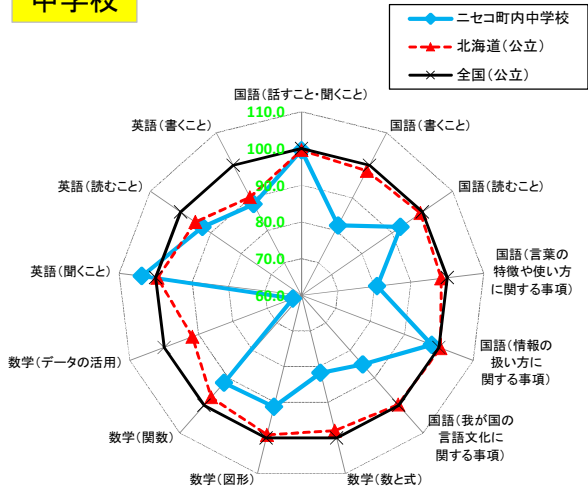 中学校
ニセコ町内中学校
北海道(公立)
全国(公立)
国語(話すこと・聞くこと)
国語(書くこと)
国語(読むこと)
国語(言葉の
特徴や使い方
に関する事項)
国語(情報の
扱い方に
関する事項)
国語(我が国の
言語文化に
関する事項)
数学(数と式)
数学(図形)
数学(関数)
数学(データの活用)
英語(聞くこと)
英語(読むこと)
英語(書くこと)
110.0
100.0
90.0
80.0
70.0
60.0